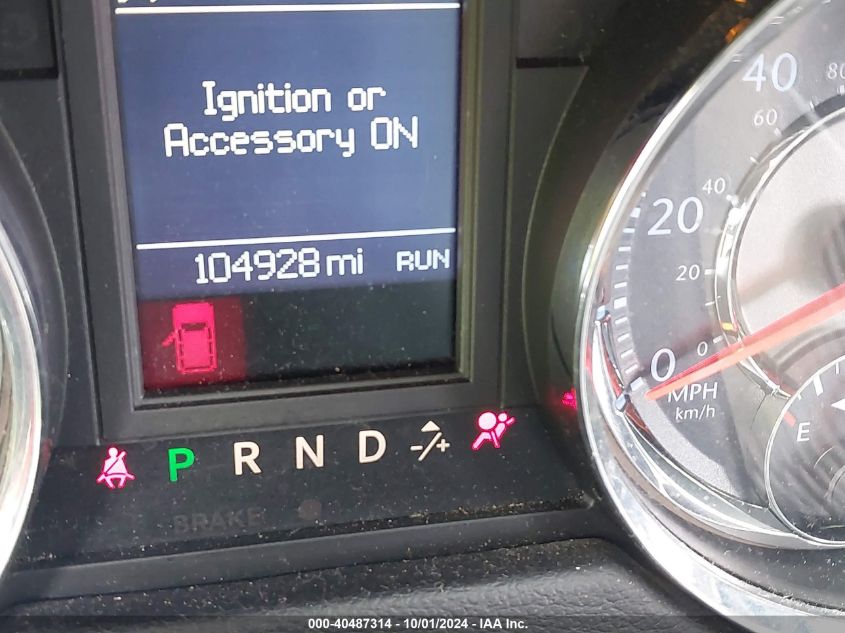 Ignition or
Accessory ON
104928 mi RUN
40
80
60
40
20
20
0
0
MPH
km/h
E
P R N D -/+
BRAKE
000-40487314 - 10/01/2024 - IAA Inc.